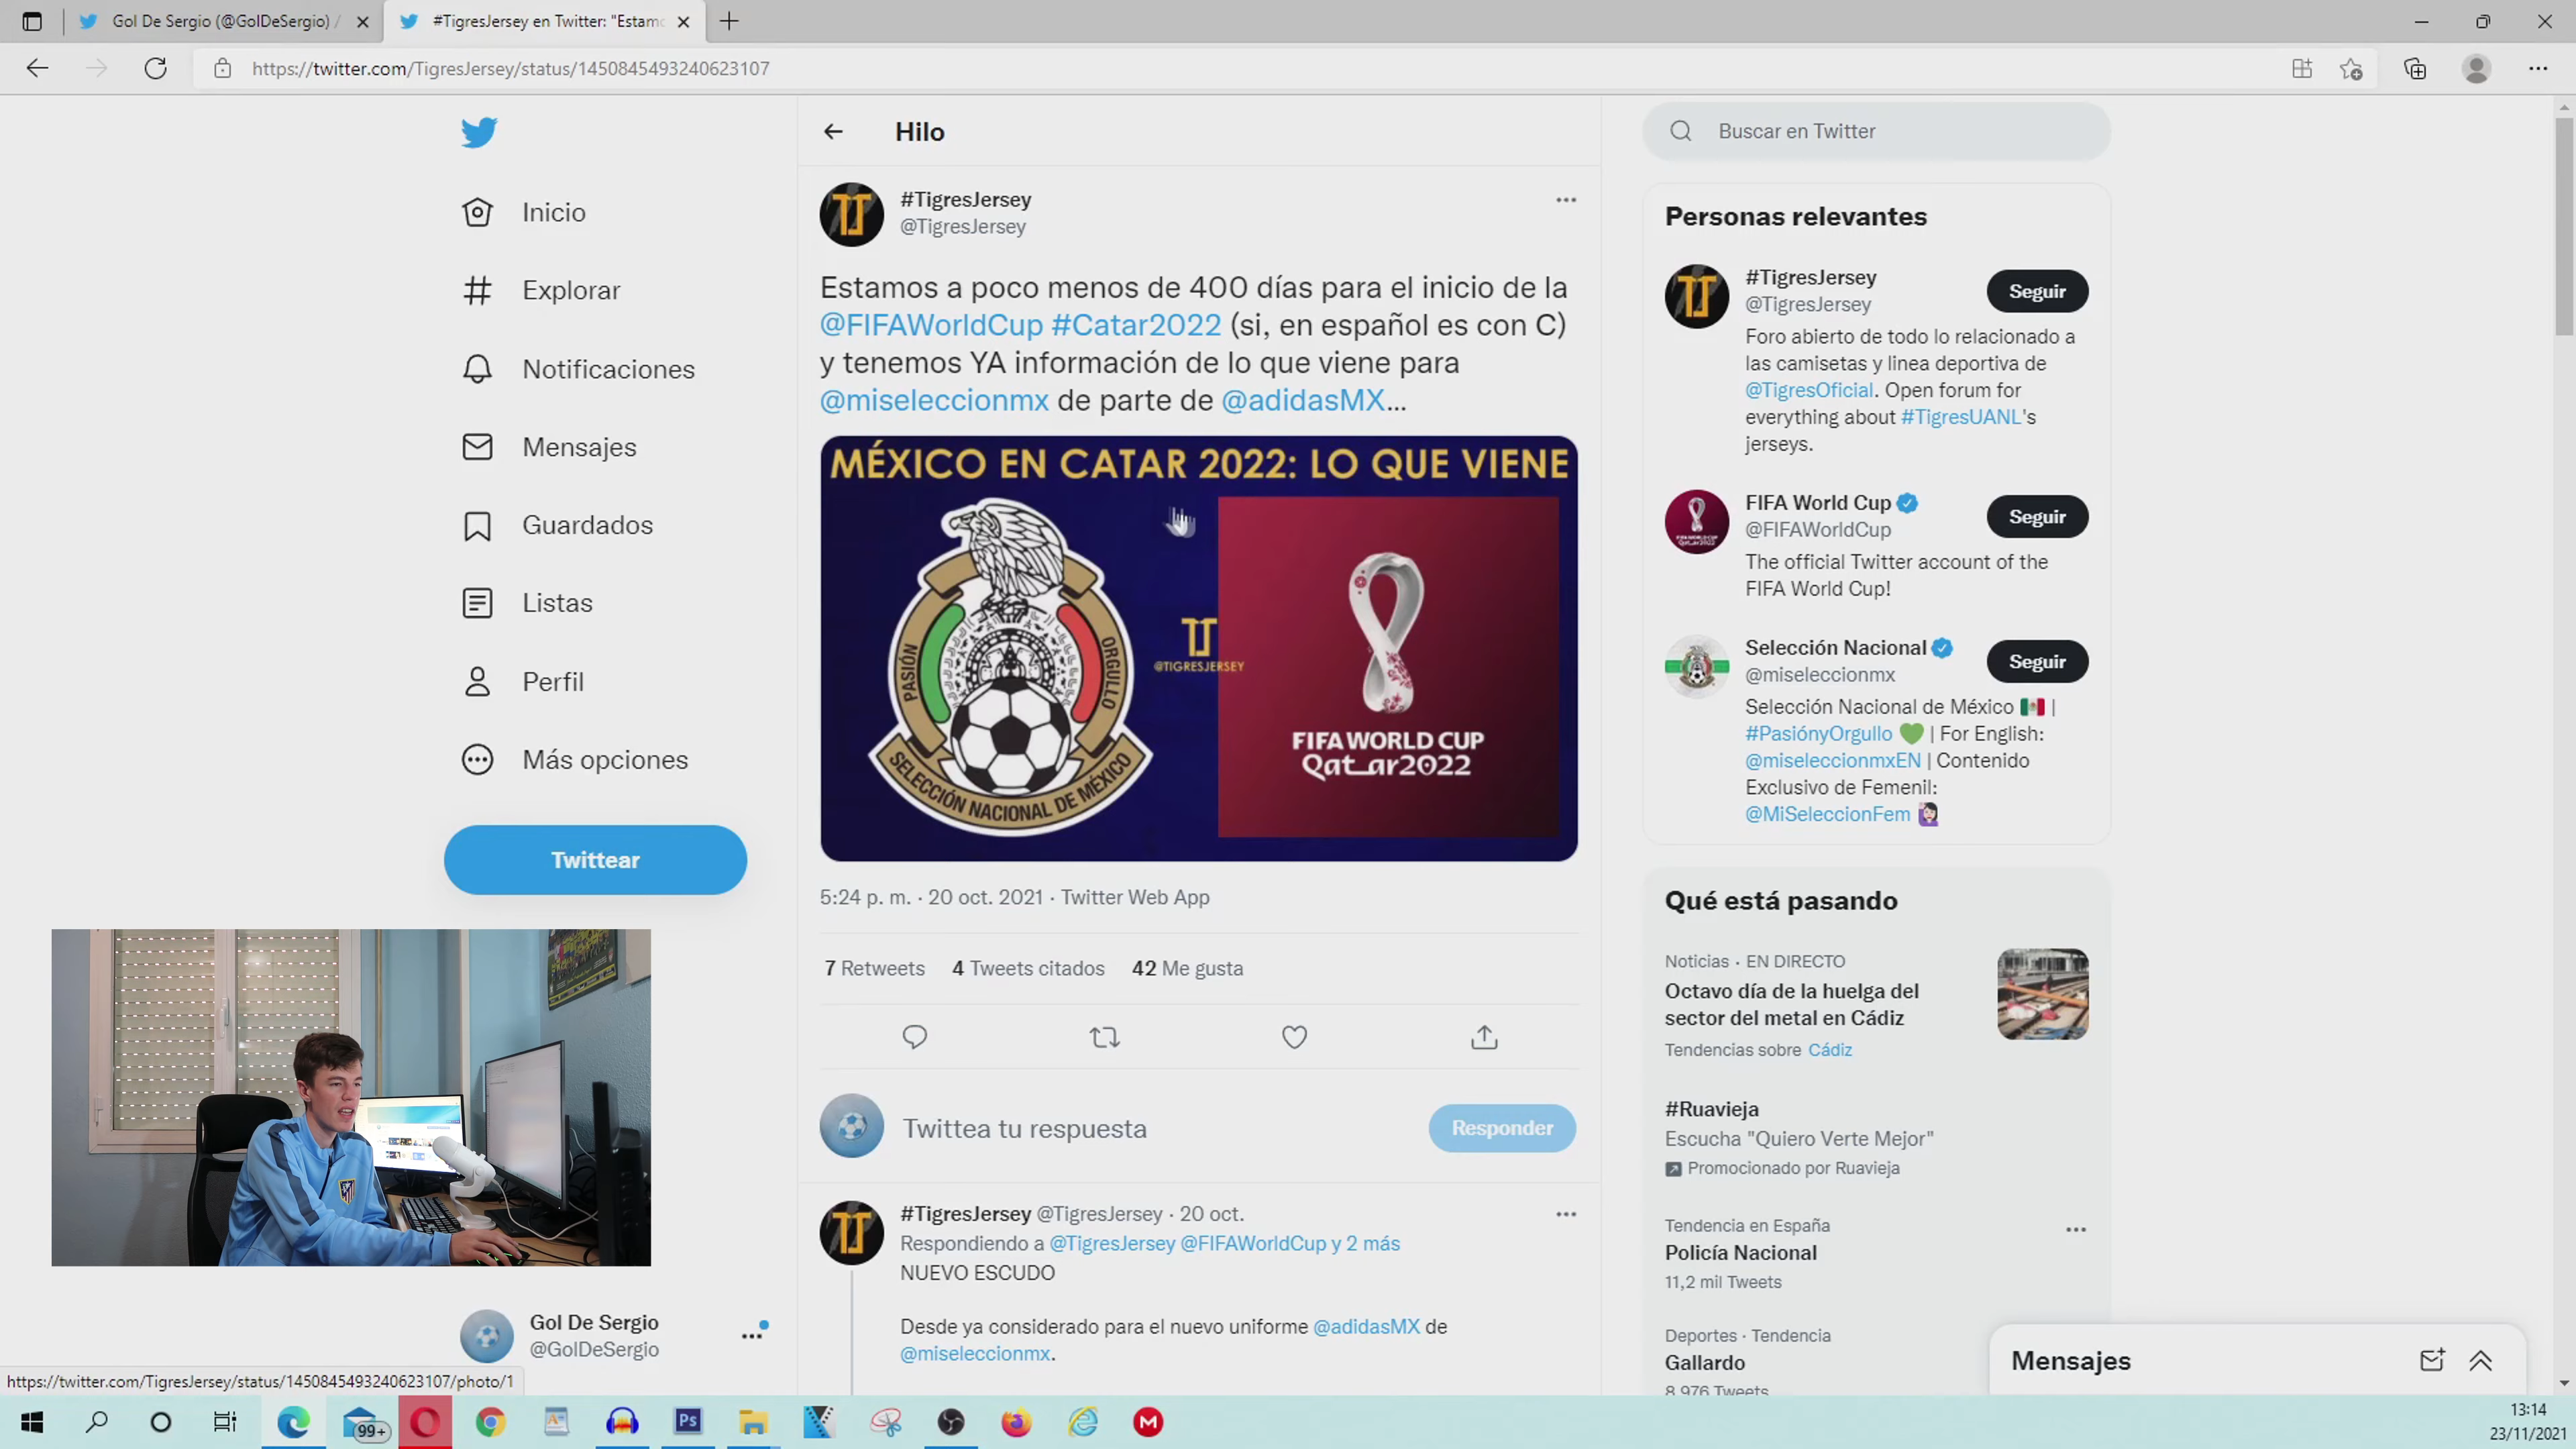 Gol De Sergio (@GolDeSergio) /
#TigresJersey en Twitter: "Estamo
https://twitter.com/TigresJersey/status/1450845493240623107
Inicio
Explorar
Notificaciones
Mensajes
Guardados
Listas
Perfil
Más opciones
Twittear
Gol De Sergio
@GolDeSergio
https://twitter.com/TigresJersey/status/1450845493240623107/photo/1
Hilo
#TigresJersey
@TigresJersey
Estamos a poco menos de 400 días para el inicio de la
@FIFAWorldCup #Catar2022 (si, en español es con C)
y tenemos YA información de lo que viene para
@miseleccionmx de parte de @adidasMX...
MÉXICO EN CATAR 2022: LO QUE VIENE
PASIÓN
ORGULLO
SELECCIÓN NACIONAL DE MÉXICO
@TIGRESJERSEY
FIFA WORLD CUP
Qatar2022
5:24 p. m. · 20 oct. 2021 · Twitter Web App
7 Retweets 4 Tweets citados 42 Me gusta
Twittea tu respuesta
Responder
#TigresJersey @TigresJersey · 20 oct.
Respondiendo a @TigresJersey @FIFAWorldCup y 2 más
NUEVO ESCUDO
Desde ya considerado para el nuevo uniforme @adidasMX de
@miseleccionmx.
Buscar en Twitter
Personas relevantes
#TigresJersey
@TigresJersey
Seguir
Foro abierto de todo lo relacionado a
las camisetas y linea deportiva de
@TigresOficial. Open forum for
everything about #TigresUANL's
jerseys.
FIFA World Cup
@FIFAWorldCup
Seguir
The official Twitter account of the
FIFA World Cup!
Selección Nacional
@miseleccionmx
Seguir
Selección Nacional de México |
#PasiónyOrgullo | For English:
@miseleccionmxEN | Contenido
Exclusivo de Femenil:
@MiSeleccionFem
Qué está pasando
Noticias · EN DIRECTO
Octavo día de la huelga del
sector del metal en Cádiz
Tendencias sobre Cádiz
#Ruavieja
Escucha "Quiero Verte Mejor"
Promocionado por Ruavieja
Tendencia en España
Policía Nacional
11,2 mil Tweets
Deportes · Tendencia
Gallardo
8.976 Tweets
Mensajes
99+
Ps
13:14
23/11/2021